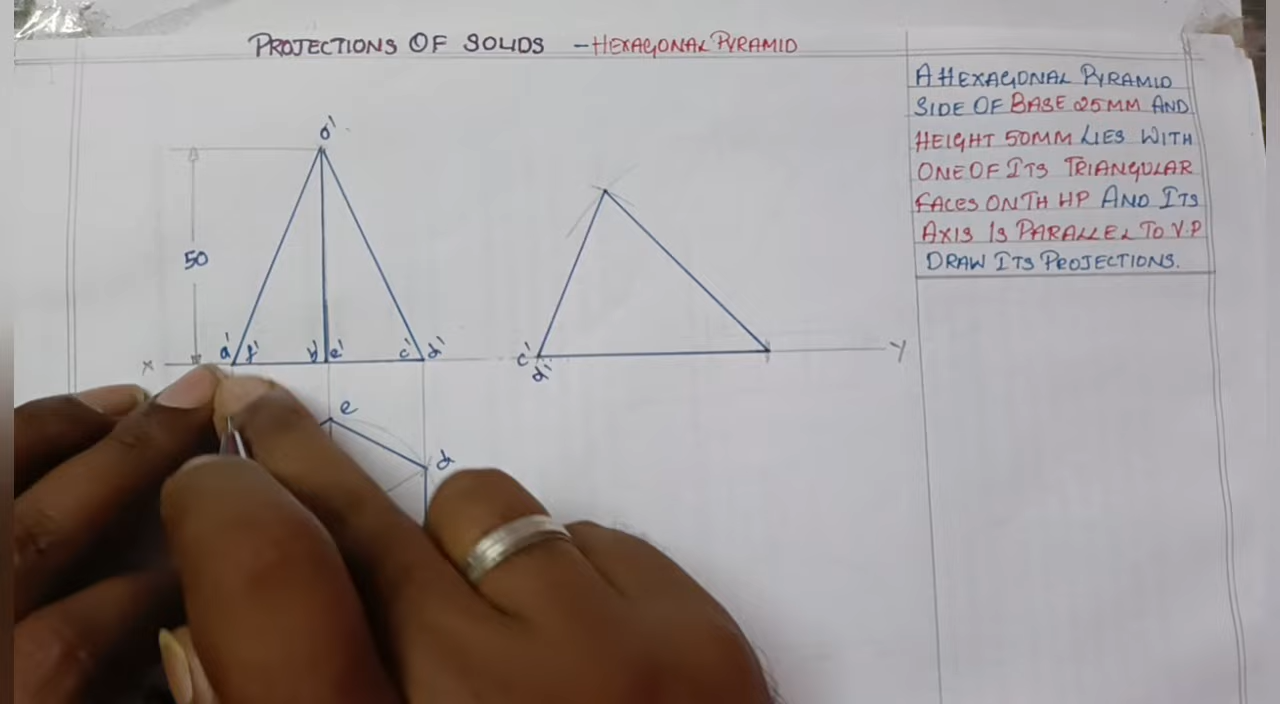 PROJECTIONS OF SOLIDS - HEXAGONAL PYRAMID
A HEXAGONAL PYRAMID
SIDE OF BASE 25MM AND
HEIGHT 50MM LIES WITH
ONE OF ITS TRIANGULAR
FACES ON TH HP AND ITS
AXIS IS PARALLEL TO V.P
DRAW ITS PROJECTIONS.
o'
50
a' f' b' e' c' d'
X
c'
d'
Y
e
d